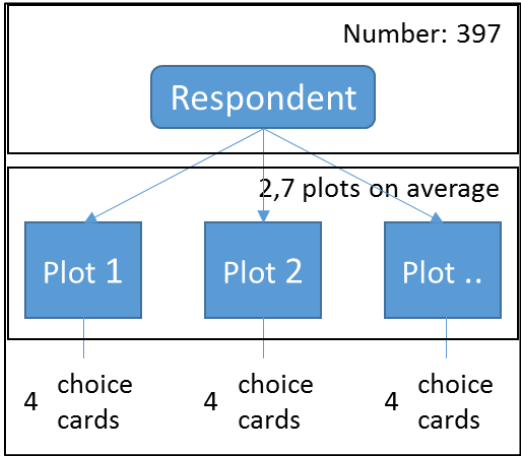 Number: 397
Respondent
2,7 plots on average
Plot 1
Plot 2
Plot ..
4 choice cards
4 choice cards
4 choice cards